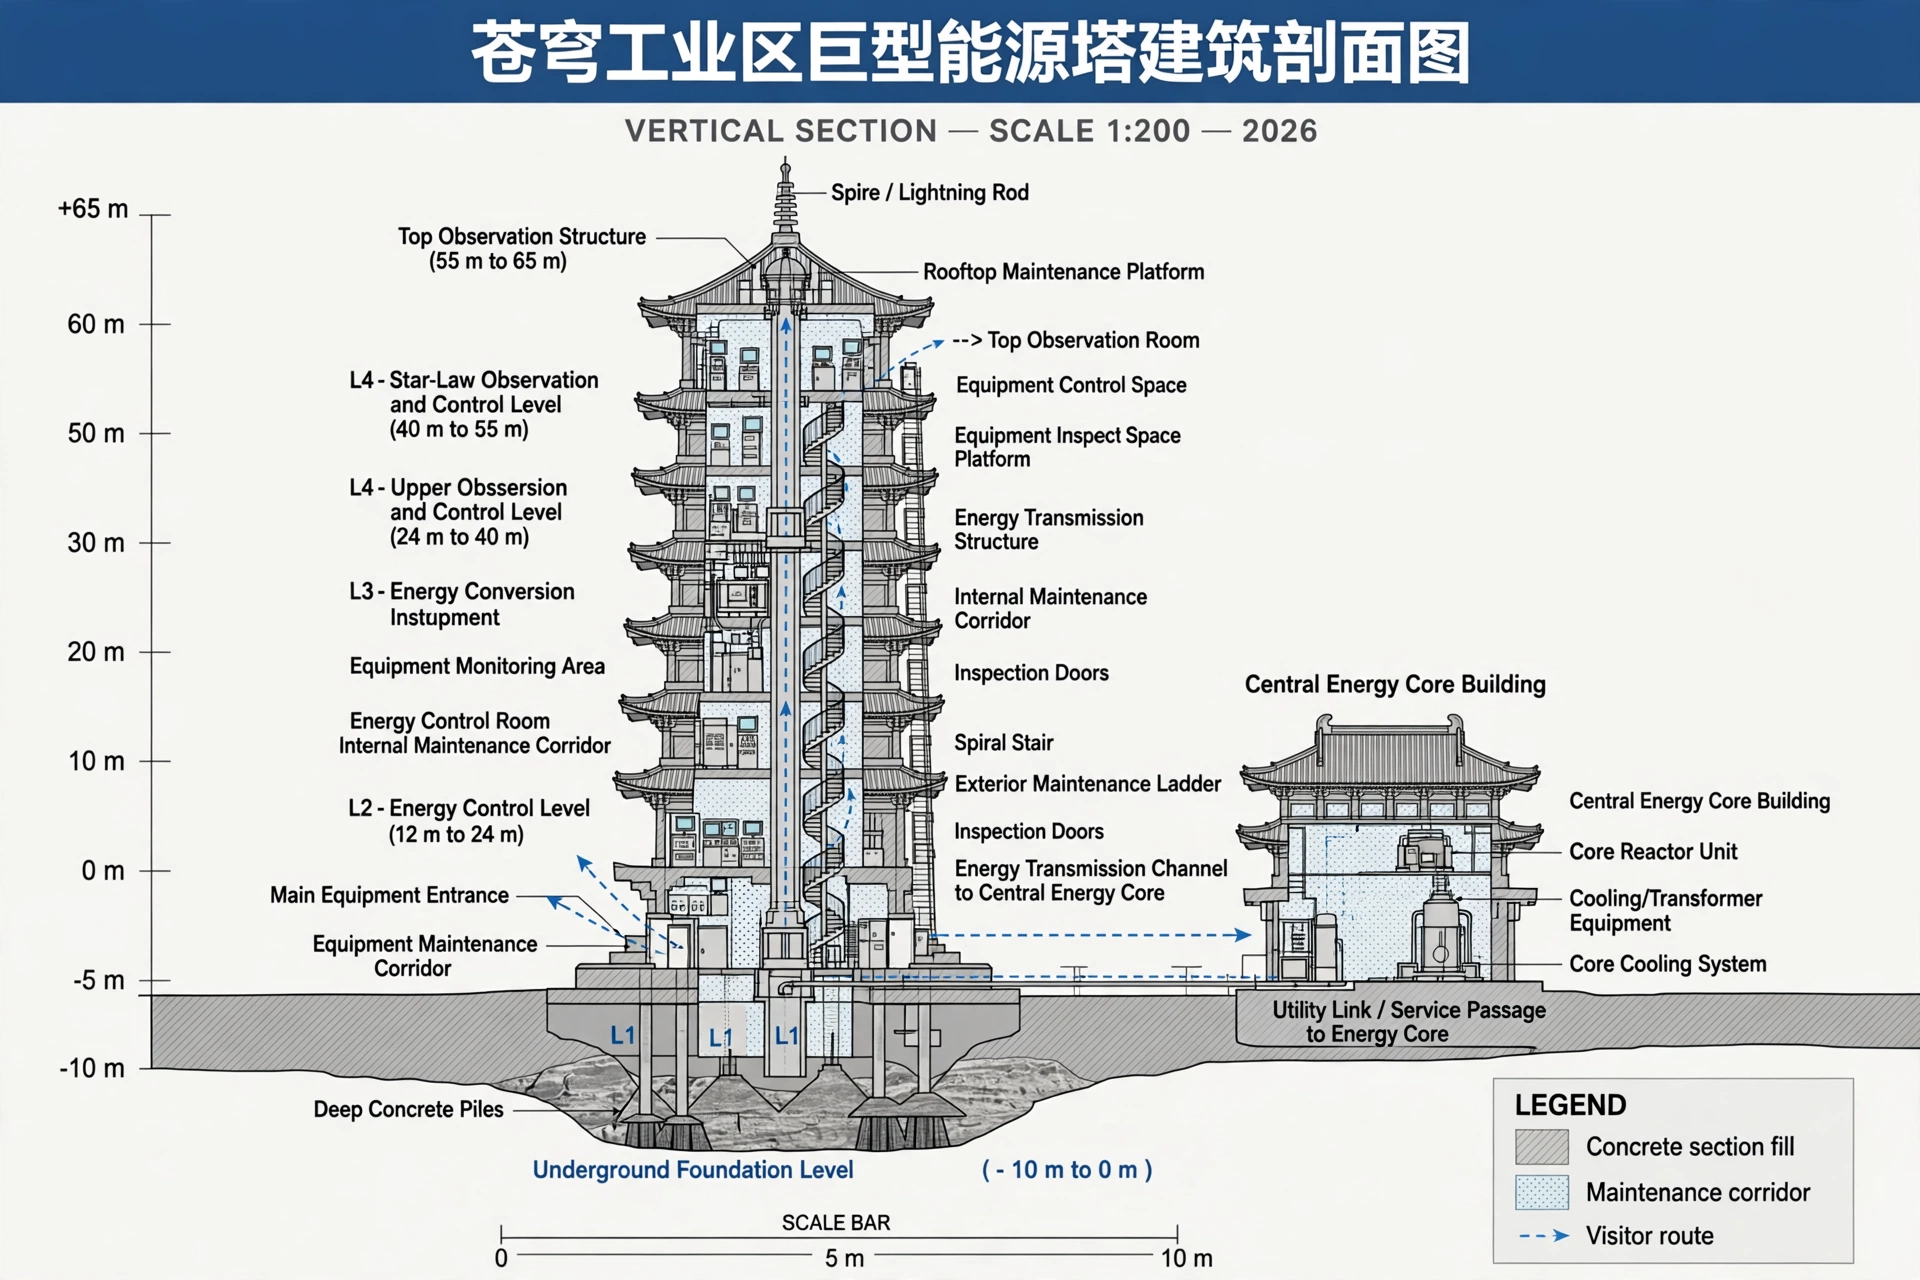 苍穹工业区巨型能源塔建筑剖面图
VERTICAL SECTION — SCALE 1:200 — 2026
+65 m
60 m
50 m
30 m
20 m
10 m
0 m
-5 m
-10 m
Top Observation Structure
(55 m to 65 m)
L4 - Star-Law Observation
and Control Level
(40 m to 55 m)
L4 - Upper Obssersion
and Control Level
(24 m to 40 m)
L3 - Energy Conversion
Instupment
Equipment Monitoring Area
Energy Control Room
Internal Maintenance Corridor
L2 - Energy Control Level
(12 m to 24 m)
Main Equipment Entrance
Equipment Maintenance
Corridor
Deep Concrete Piles
Spire / Lightning Rod
Rooftop Maintenance Platform
--> Top Observation Room
Equipment Control Space
Equipment Inspect Space
Platform
Energy Transmission
Structure
Internal Maintenance
Corridor
Inspection Doors
Spiral Stair
Exterior Maintenance Ladder
Inspection Doors
Energy Transmission Channel
to Central Energy Core
L1
L1
L1
Underground Foundation Level
( - 10 m to 0 m )
Central Energy Core Building
Central Energy Core Building
Core Reactor Unit
Cooling/Transformer
Equipment
Core Cooling System
Utility Link / Service Passage
to Energy Core
SCALE BAR
0
5 m
10 m
LEGEND
Concrete section fill
Maintenance corridor
Visitor route